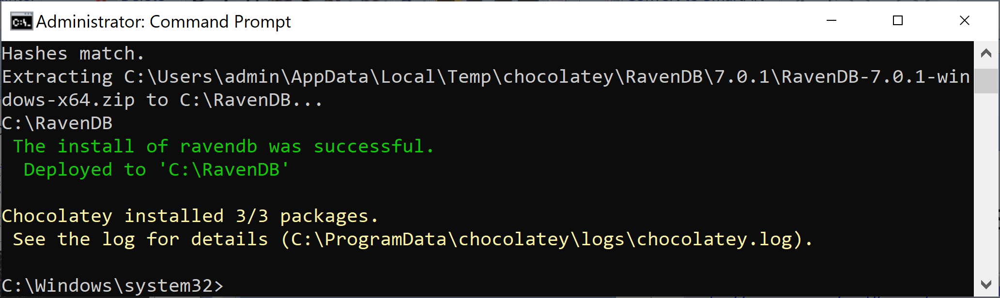 Administrator: Command Prompt
Hashes match.
Extracting C:\Users\admin\AppData\Local\Temp\chocolatey\RavenDB\7.0.1\RavenDB-7.0.1-win
dows-x64.zip to C:\RavenDB...
C:\RavenDB
The install of ravendb was successful.
Deployed to 'C:\RavenDB'
Chocolatey installed 3/3 packages.
See the log for details (C:\ProgramData\chocolatey\logs\chocolatey.log).
C:\Windows\system32>